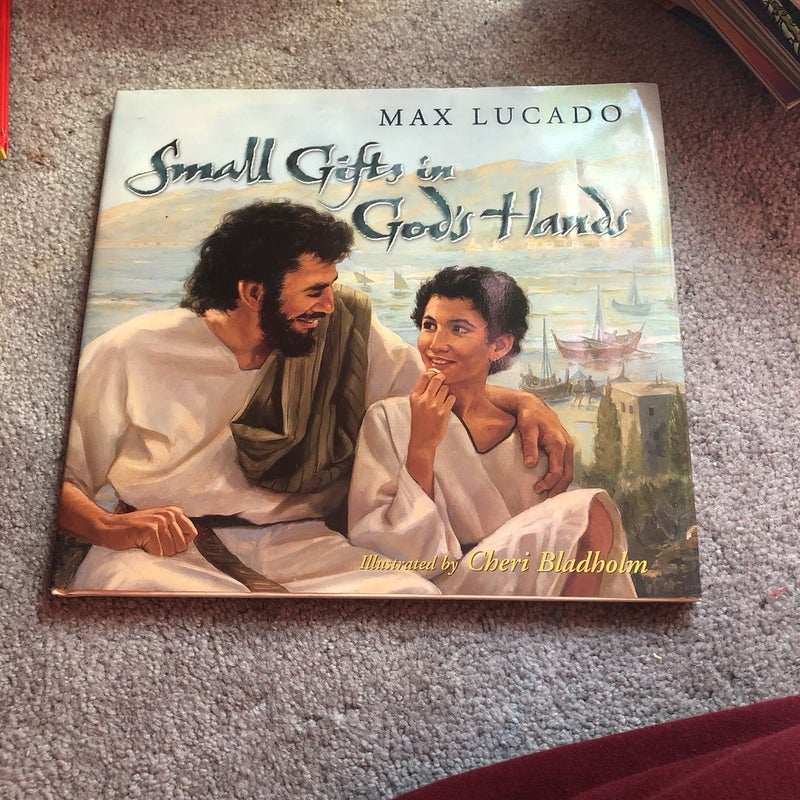 MAX LUCADO
Small Gifts in
God's Hands
Illustrated by Cheri Bladholm